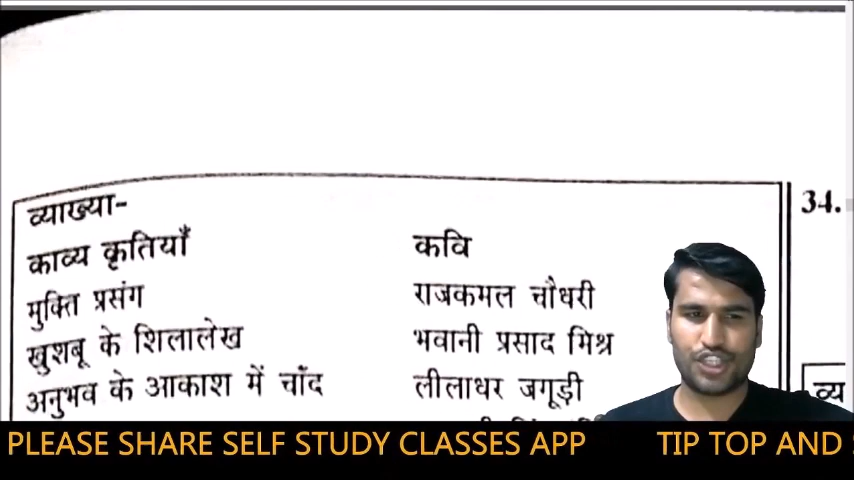 व्याख्या-
काव्य कृतियाँ कवि
मुक्ति प्रसंग राजकमल चौधरी
खुशबू के शिलालेख भवानी प्रसाद मिश्र
अनुभव के आकाश में चाँद लीलाधर जगूड़ी
34.
व्य
PLEASE SHARE SELF STUDY CLASSES APP TIP TOP AND